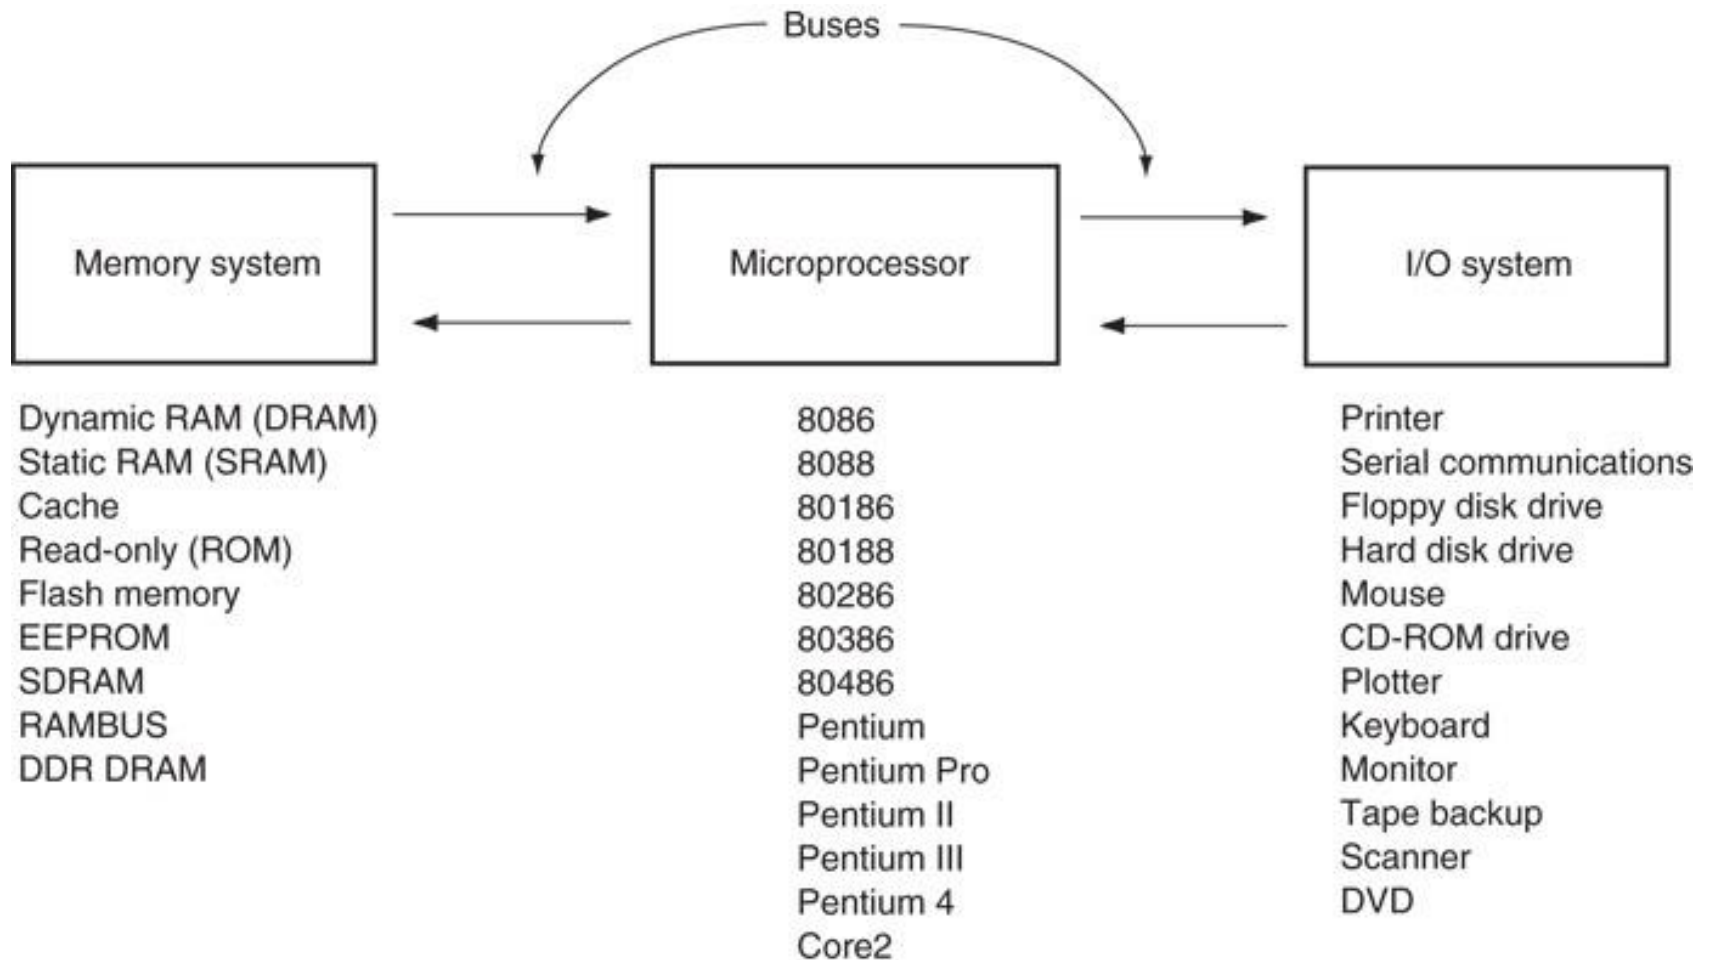 Buses
Memory system
Microprocessor
I/O system
Dynamic RAM (DRAM)
Static RAM (SRAM)
Cache
Read-only (ROM)
Flash memory
EEPROM
SDRAM
RAMBUS
DDR DRAM
8086
8088
80186
80188
80286
80386
80486
Pentium
Pentium Pro
Pentium II
Pentium III
Pentium 4
Core2
Printer
Serial communications
Floppy disk drive
Hard disk drive
Mouse
CD-ROM drive
Plotter
Keyboard
Monitor
Tape backup
Scanner
DVD